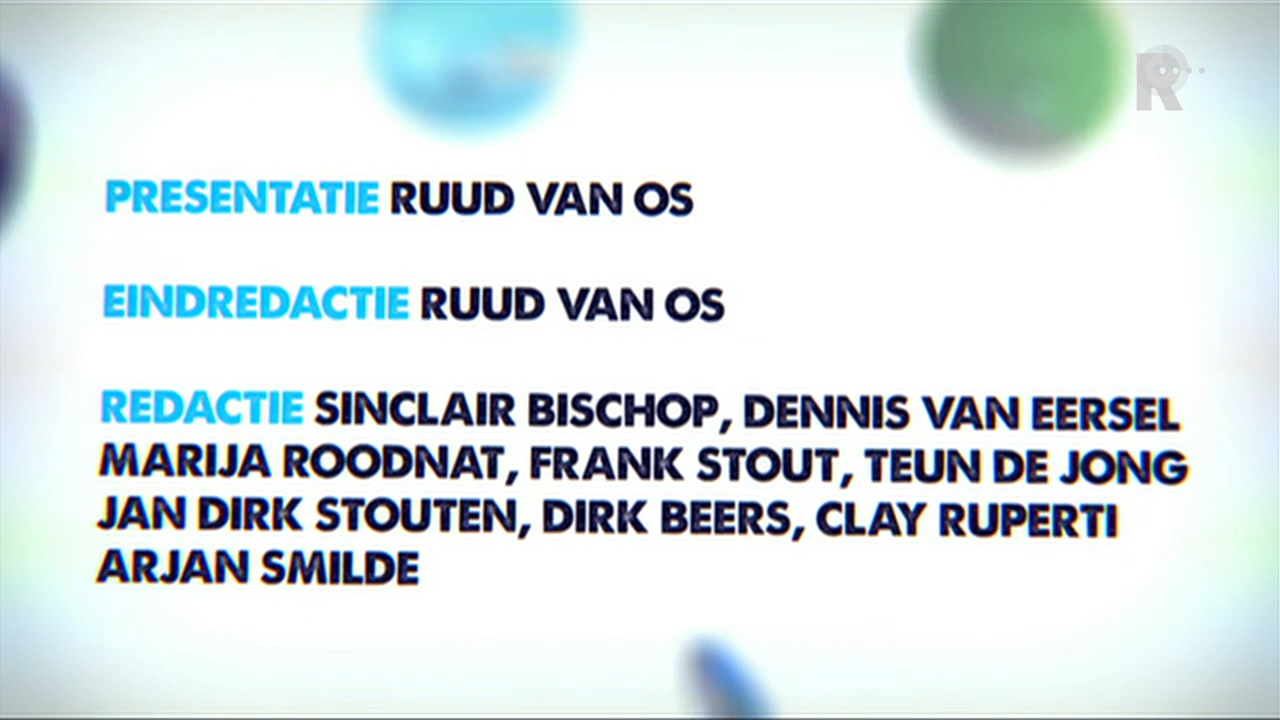 PRESENTATIE RUUD VAN OS
EINDREDACTIE RUUD VAN OS
REDACTIE SINCLAIR BISCHOP, DENNIS VAN EERSEL
MARIJA ROODNAT, FRANK STOUT, TEUN DE JONG
JAN DIRK STOUTEN, DIRK BEERS, CLAY RUPERTI
ARJAN SMILDE
R